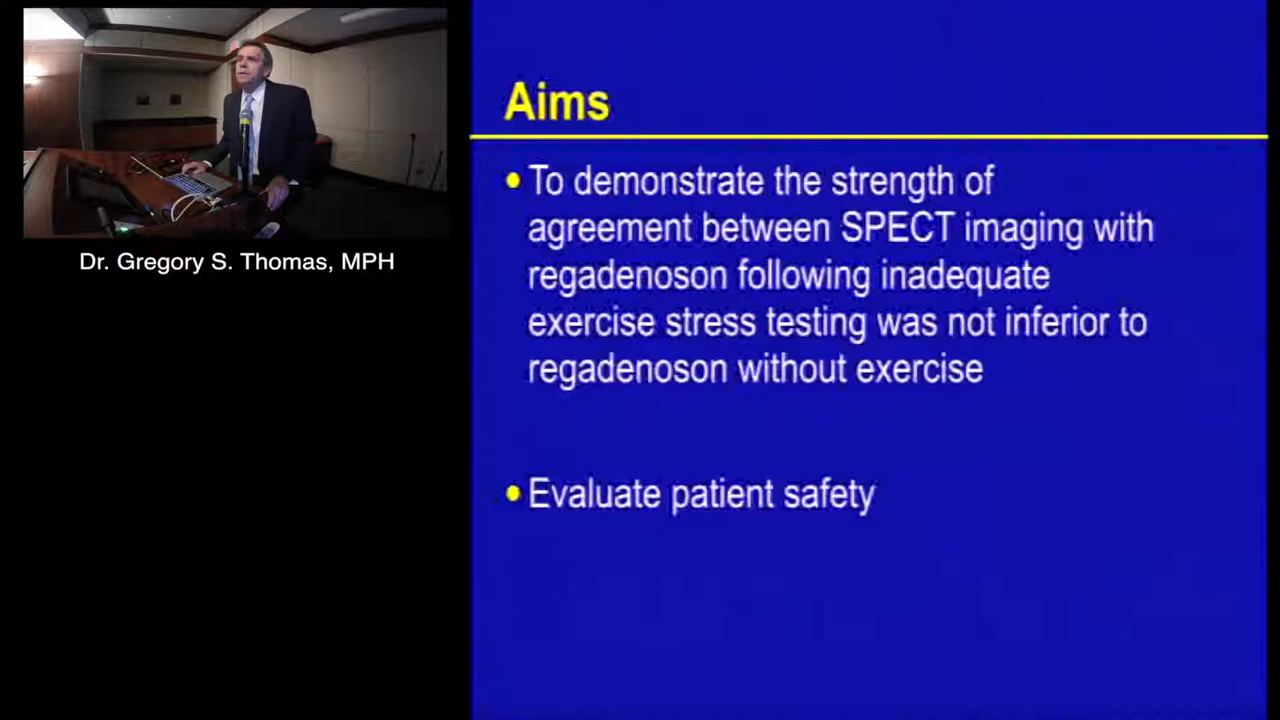 Dr. Gregory S. Thomas, MPH
Aims
• To demonstrate the strength of
agreement between SPECT imaging with
regadenoson following inadequate
exercise stress testing was not inferior to
regadenoson without exercise
• Evaluate patient safety